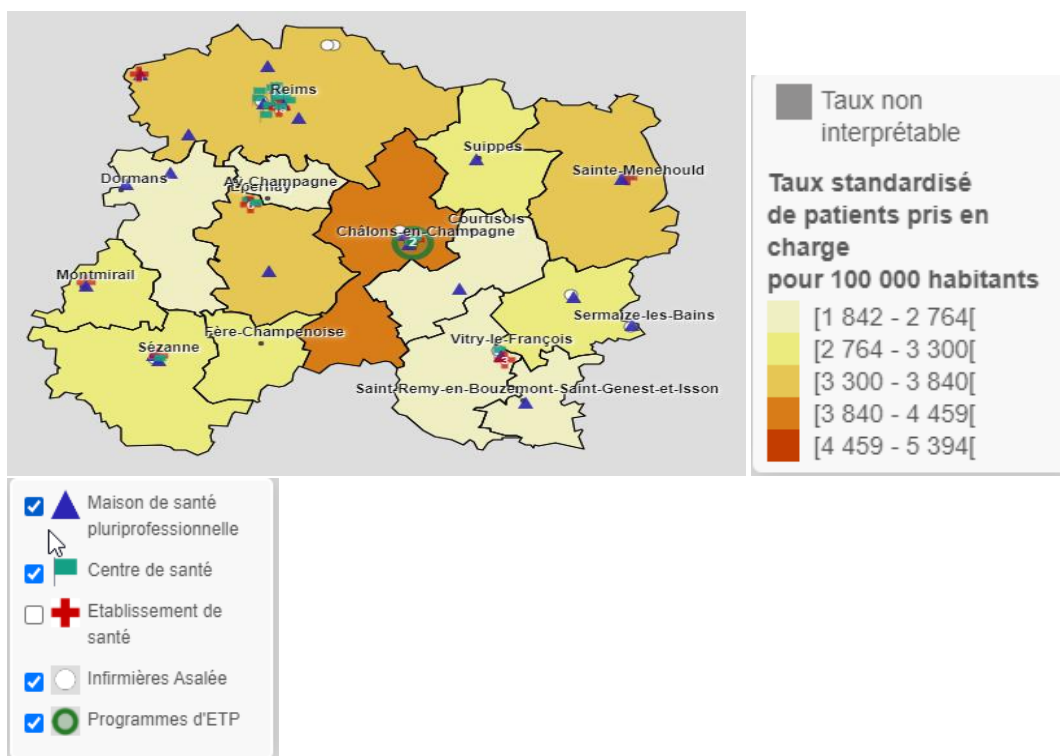 Reims
Suippes
Sainte-Menehould
Dormans
Aÿ-Champagne
Epernay
Courtisols
Châlons-en-Champagne
2
Montmirail
Sermaize-les-Bains
Fère-Champenoise
Vitry-le-François
Sézanne
Saint-Remy-en-Bouzemont-Saint-Genest-et-Isson
Taux non
interprétable
Taux standardisé
de patients pris en
charge
pour 100 000 habitants
[1 842 - 2 764[
[2 764 - 3 300[
[3 300 - 3 840[
[3 840 - 4 459[
[4 459 - 5 394[
Maison de santé
pluriprofessionnelle
Centre de santé
Etablissement de
santé
Infirmières Asalée
Programmes d'ETP